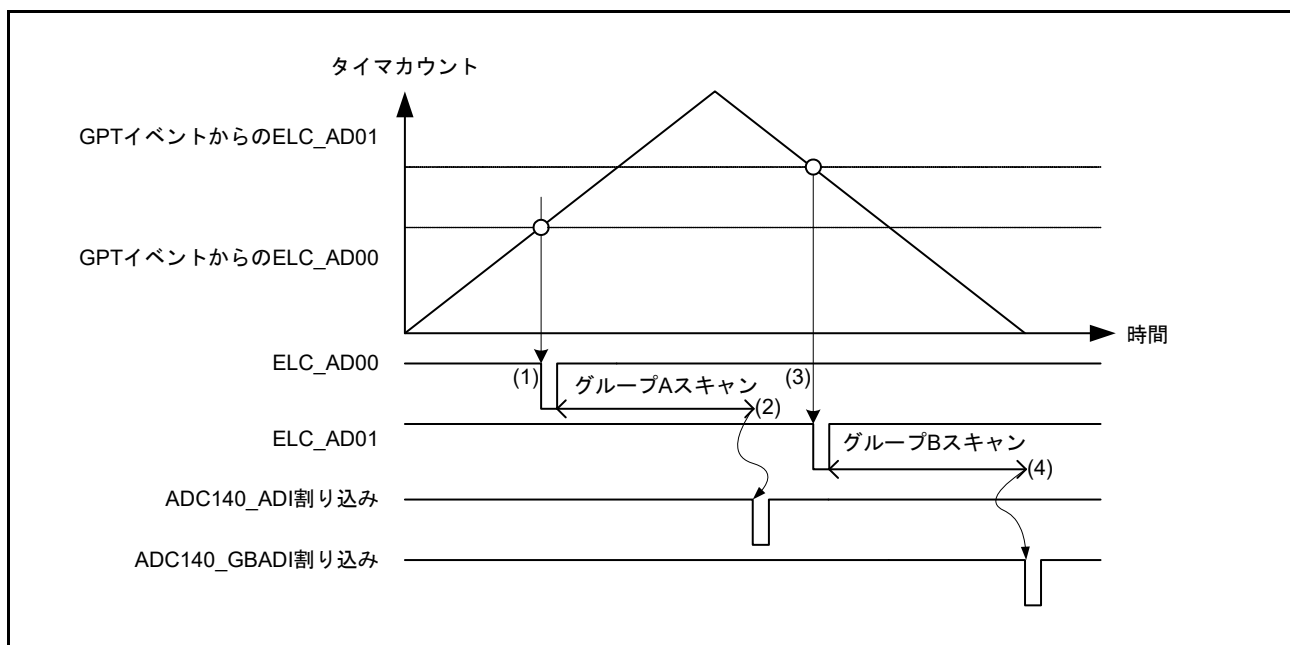 タイマカウント
GPTイベントからのELC_AD01
GPTイベントからのELC_AD00
時間
ELC_AD00
(1)
グループAスキャン
(2)
(3)
ELC_AD01
グループBスキャン
(4)
ADC140_ADI割り込み
ADC140_GBADI割り込み